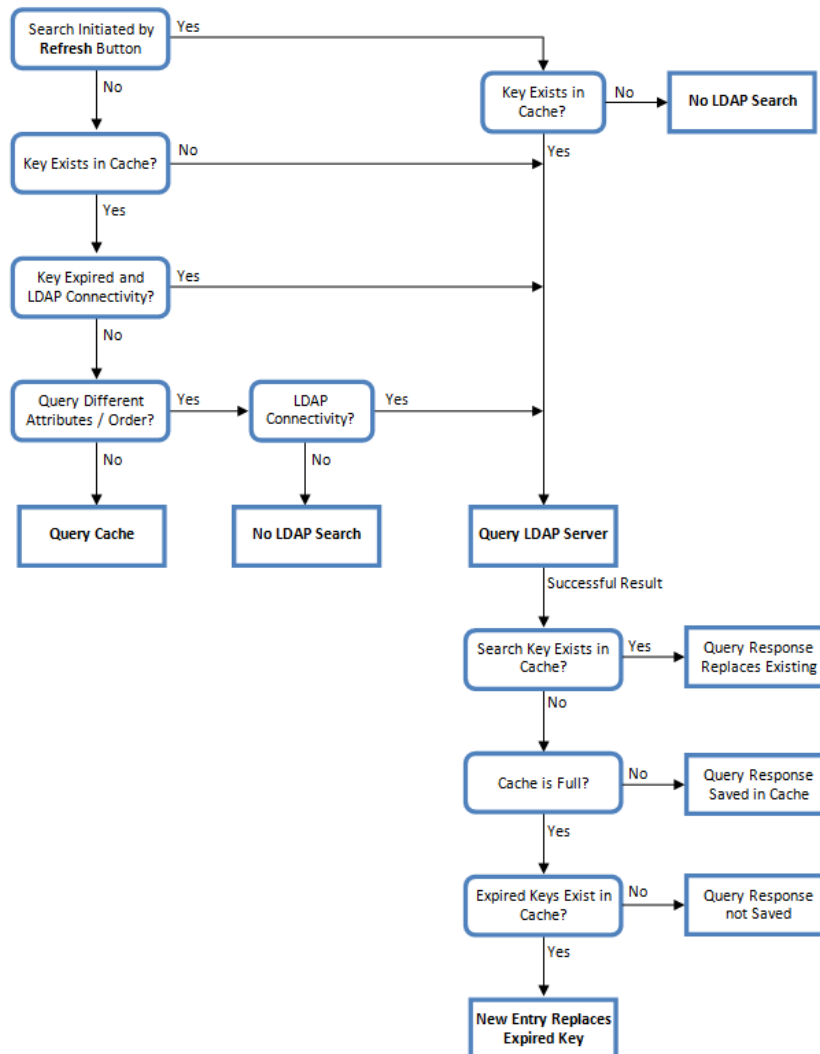 Search Initiated by
Refresh Button
Yes
No
Key Exists in
Cache?
No
No LDAP Search
Yes
Key Exists in Cache?
No
Yes
Key Expired and
LDAP Connectivity?
Yes
No
Query Different
Attributes / Order?
Yes
LDAP
Connectivity?
Yes
No
No
Query Cache
No LDAP Search
Query LDAP Server
Successful Result
Search Key Exists in
Cache?
Yes
Query Response
Replaces Existing
No
Cache is Full?
No
Query Response
Saved in Cache
Yes
Expired Keys Exist in
Cache?
No
Query Response
not Saved
Yes
New Entry Replaces
Expired Key